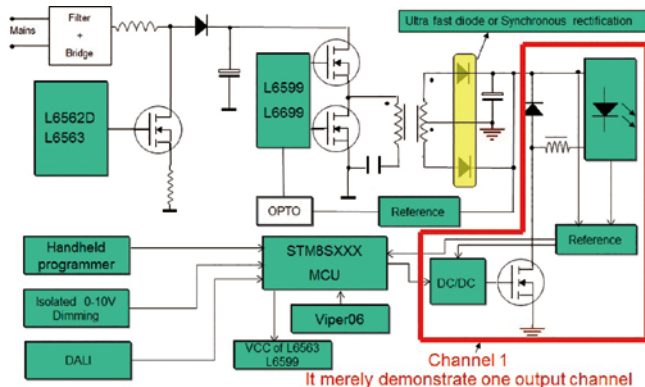 Ultra fast diode or Synchronous rectification
Filter
+
Bridge
Mains
L6562D
L6563
L6599
L6699
OPTO
Reference
Reference
Handheld
programmer
STM8SXXX
MCU
DC/DC
Isolated 0-10V
Dimming
Viper06
DALI
VCC of L6563
L6599
Channel 1
It merely demonstrate one output channel